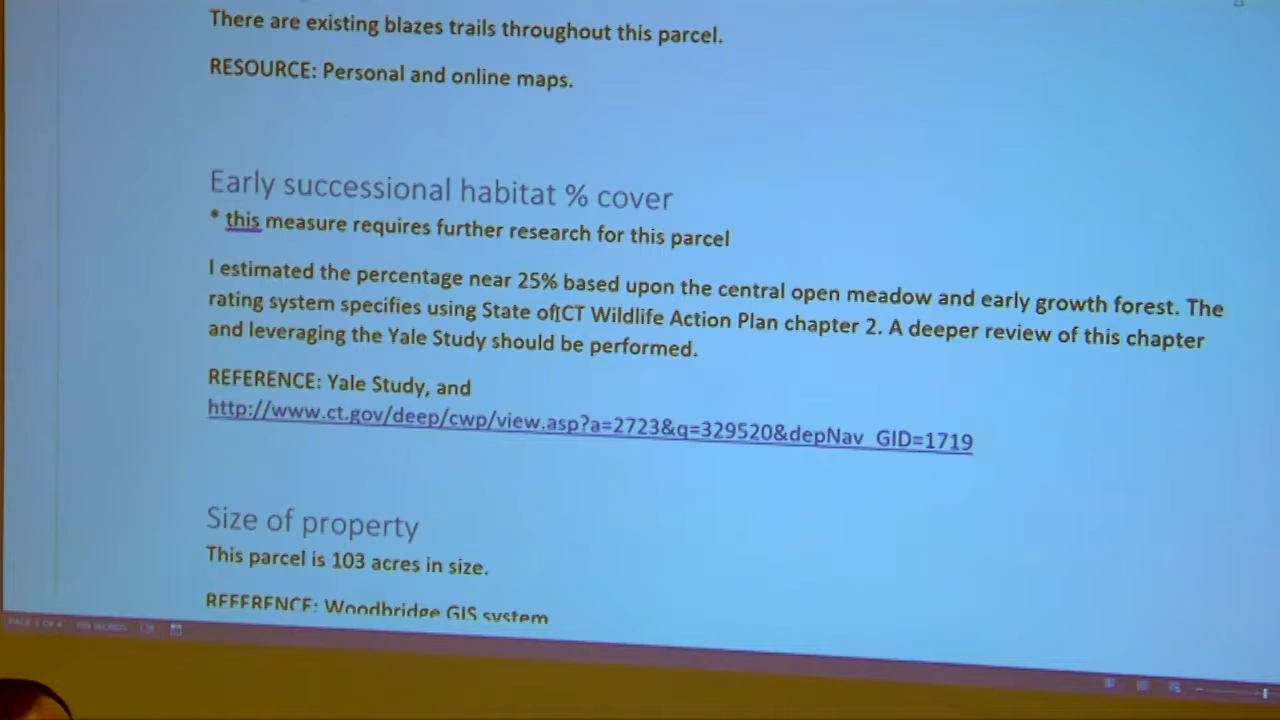 There are existing blazes trails throughout this parcel.
RESOURCE: Personal and online maps.
Early successional habitat % cover
* this measure requires further research for this parcel
I estimated the percentage near 25% based upon the central open meadow and early growth forest. The
rating system specifies using State of CT Wildlife Action Plan chapter 2. A deeper review of this chapter
and leveraging the Yale Study should be performed.
REFERENCE: Yale Study, and
http://www.ct.gov/deep/cwp/view.asp?a=2723&q=329520&depNav_GID=1719
Size of property
This parcel is 103 acres in size.
REFERENCE: Woodbridge GIS system